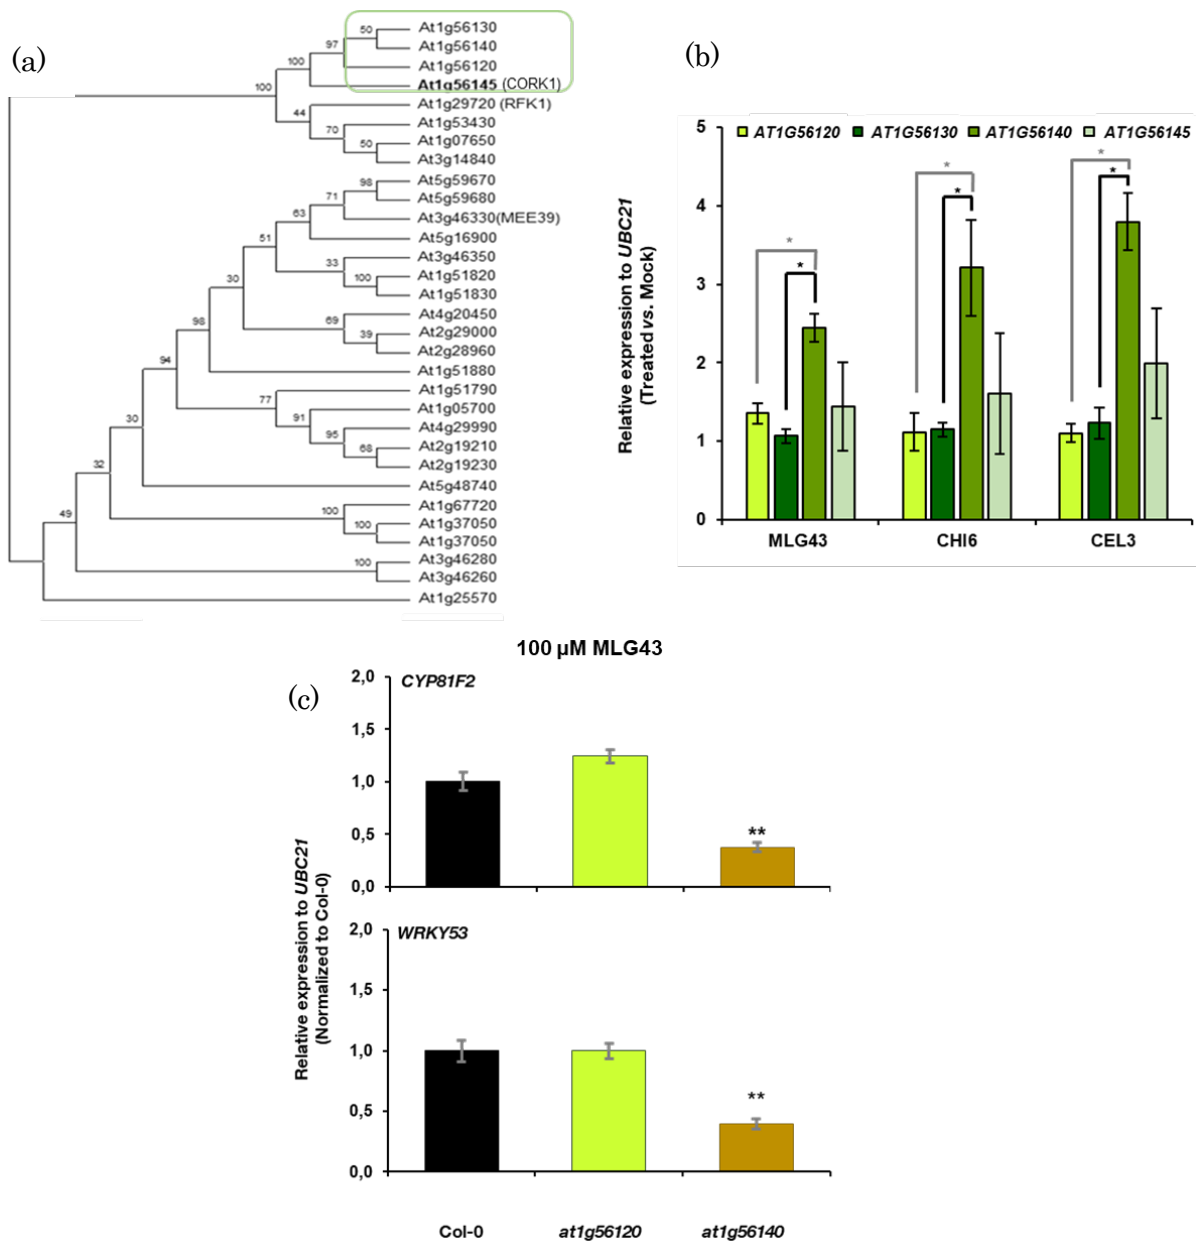 (a)
50
97
100
100
44
70
50
98
71
63
51
33
100
30
69
39
98
94
77
91
95
68
30
32
100
100
49
100
At1g56130
At1g56140
At1g56120
At1g56145 (CORK1)
At1g29720 (RFK1)
At1g53430
At1g07650
At3g14840
At5g59670
At5g59680
At3g46330(MEE39)
At5g16900
At3g46350
At1g51820
At1g51830
At4g20450
At2g29000
At2g28960
At1g51880
At1g51790
At1g05700
At4g29990
At2g19210
At2g19230
At5g48740
At1g67720
At1g37050
At1g37050
At3g46280
At3g46260
At1g25570
(b)
AT1G56120 AT1G56130 AT1G56140 AT1G56145
Relative expression to UBC21
(Treated vs. Mock)
5
4
3
2
1
0
* * * * * *
MLG43 CHI6 CEL3
100 µM MLG43
(c)
Relative expression to UBC21
(Normalized to Col-0)
CYP81F2
2,0
1,5
1,0
0,5
0,0
**
WRKY53
2,0
1,5
1,0
0,5
0,0
**
Col-0 at1g56120 at1g56140